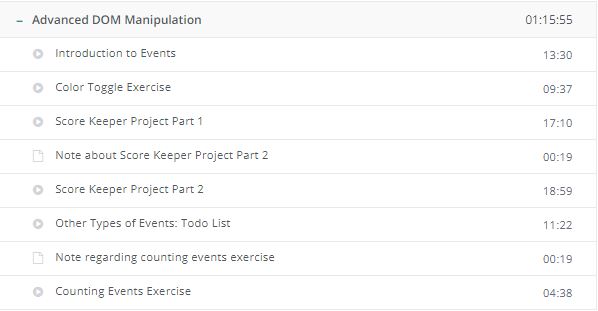 – Advanced DOM Manipulation 01:15:55
Introduction to Events 13:30
Color Toggle Exercise 09:37
Score Keeper Project Part 1 17:10
Note about Score Keeper Project Part 2 00:19
Score Keeper Project Part 2 18:59
Other Types of Events: Todo List 11:22
Note regarding counting events exercise 00:19
Counting Events Exercise 04:38